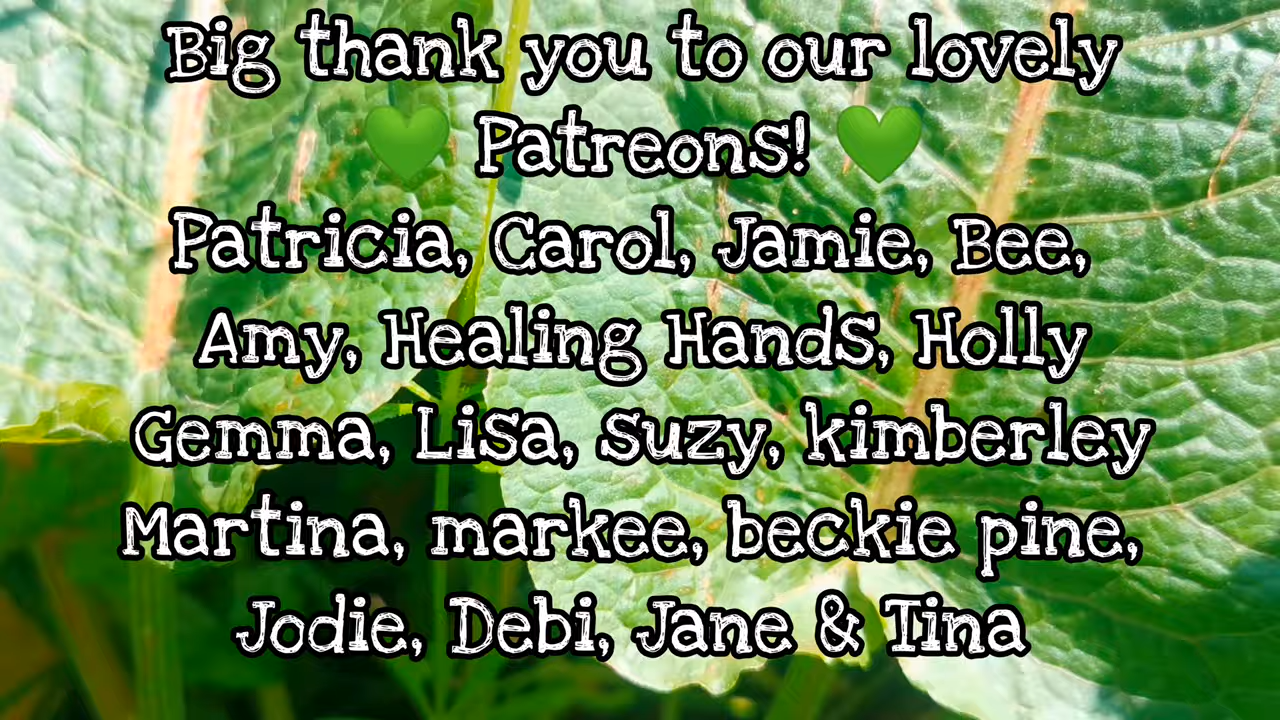 Big thank you to our lovely
💚 Patreons! 💚
Patricia, Carol, Jamie, Bee,
Amy, Healing Hands, Holly
Gemma, Lisa, suzy, kimberley
Martina, markee, beckie pine,
Jodie, Debi, Jane & Tina